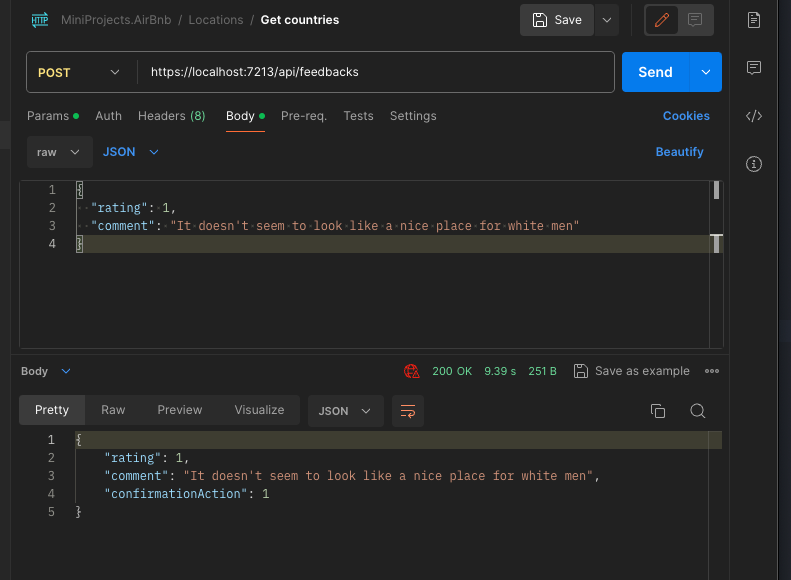 HTTP MiniProjects.AirBnb / Locations / Get countries Save
POST https://localhost:7213/api/feedbacks Send
Params Auth Headers (8) Body Pre-req. Tests Settings Cookies
raw JSON Beautify
1 {
2 "rating": 1,
3 "comment": "It doesn't seem to look like a nice place for white men"
4 }
Body 200 OK 9.39 s 251 B Save as example
Pretty Raw Preview Visualize JSON
1 {
2 "rating": 1,
3 "comment": "It doesn't seem to look like a nice place for white men",
4 "confirmationAction": 1
5 }